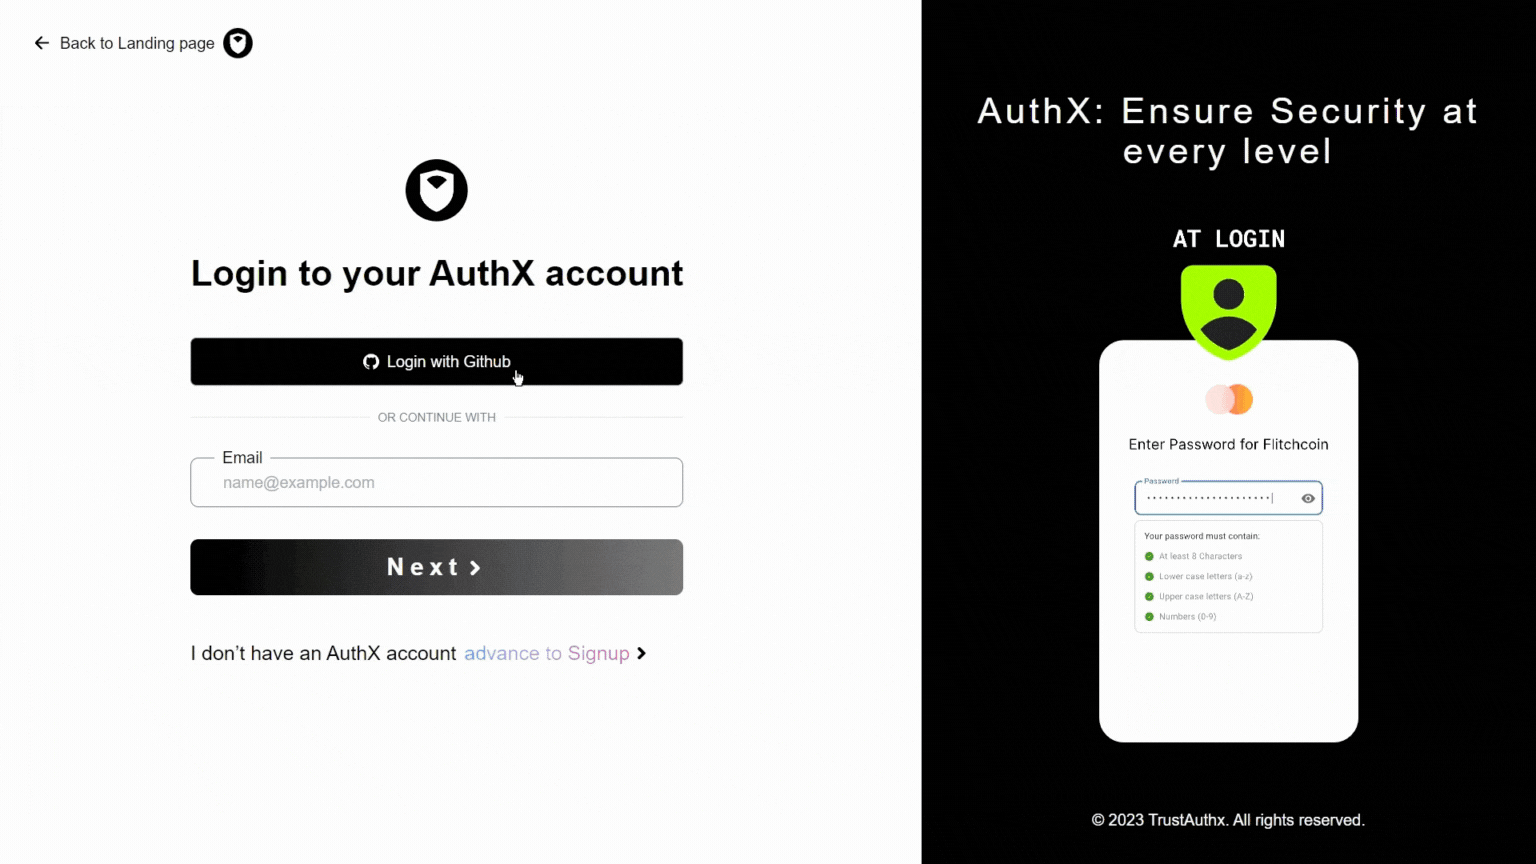 Back to Landing page
Login to your AuthX account
Login with Github
OR CONTINUE WITH
Email
name@example.com
Next
I don’t have an AuthX account advance to Signup
AuthX: Ensure Security at
every level
AT LOGIN
Enter Password for Flitchcoin
Password
Your password must contain:
At least 8 Characters
Lower case letters (a-z)
Upper case letters (A-Z)
Numbers (0-9)
© 2023 TrustAuthx. All rights reserved.